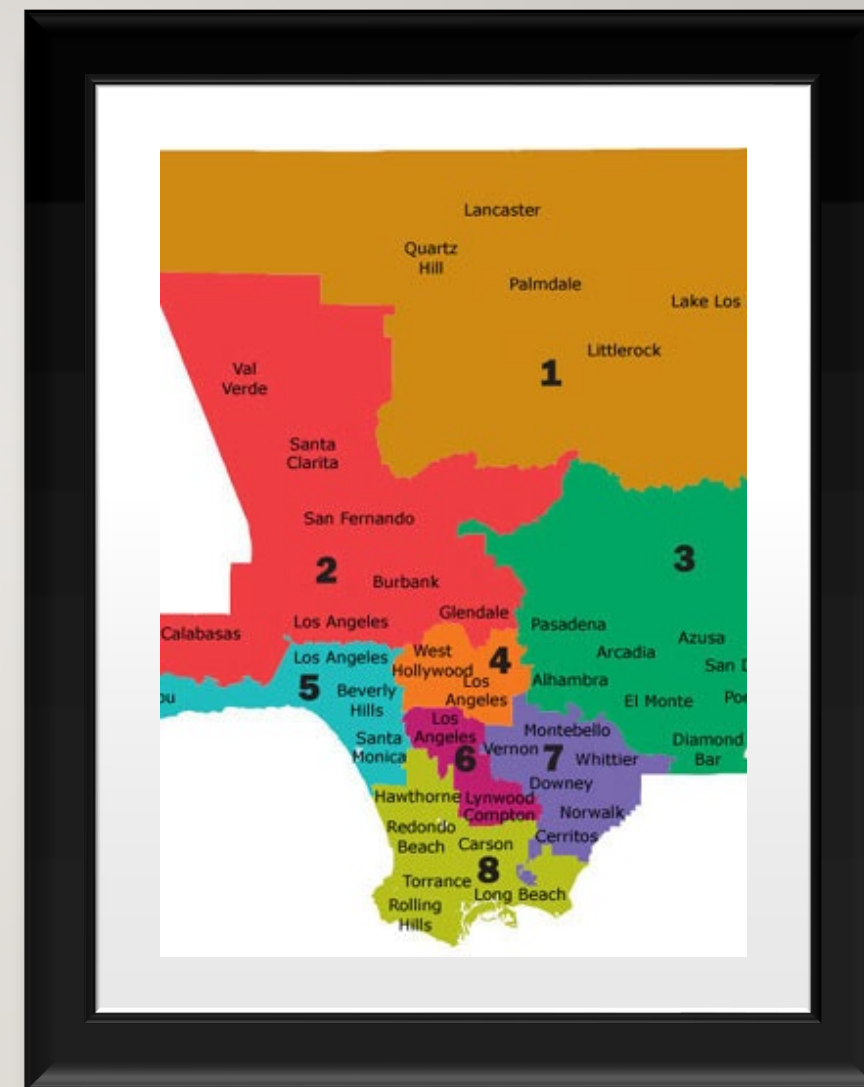 Lancaster
Quartz
Hill
Palmdale
Lake Los
Littlerock
1
Val
Verde
Santa
Clarita
San Fernando
2
Burbank
3
Glendale
Los Angeles
Pasadena
Calabasas
Azusa
Arcadia
San D
Los Angeles
West
Hollywood
4
Los
Angeles
Alhambra
5
Beverly
Hills
ou
El Monte
Po
Los
Angeles
Montebello
Santa
Monica
6
Vernon
7
Whittier
Diamond
Bar
Downey
Hawthorne
Lynwood
Compton
Norwalk
Redondo
Beach
Carson
Cerritos
8
Torrance
Long Beach
Rolling
Hills